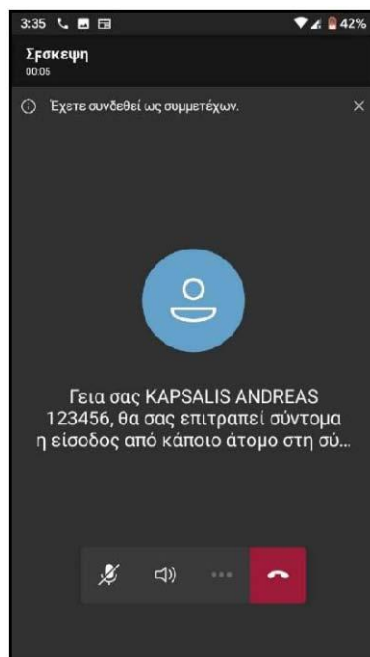 3:35
42%
Σρσκεψη
00:05
Έχετε συνδεθεί ως συμμετέχων.
Γεια σας KAPSALIS ANDREAS
123456, θα σας επιτραπεί σύντομα
η είσοδος από κάποιο άτομο στη σύ...